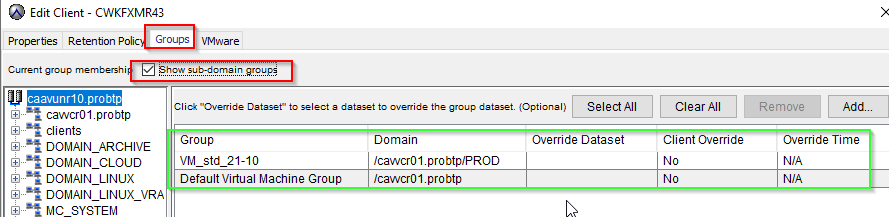 Edit Client - CWKFXMR43
Properties Retention Policy Groups VMware
Current group membership Show sub-domain groups
caavunr10.probtp
cawcr01.probtp
clients
DOMAIN_ARCHIVE
DOMAIN_CLOUD
DOMAIN_LINUX
DOMAIN_LINUX_VRA
MC_SYSTEM
Click "Override Dataset" to select a dataset to override the group dataset. (Optional) Select All Clear All Remove Add...
Group Domain Override Dataset Client Override Override Time
VM_std_21-10 /cawcr01.probtp/PROD No N/A
Default Virtual Machine Group /cawcr01.probtp No N/A